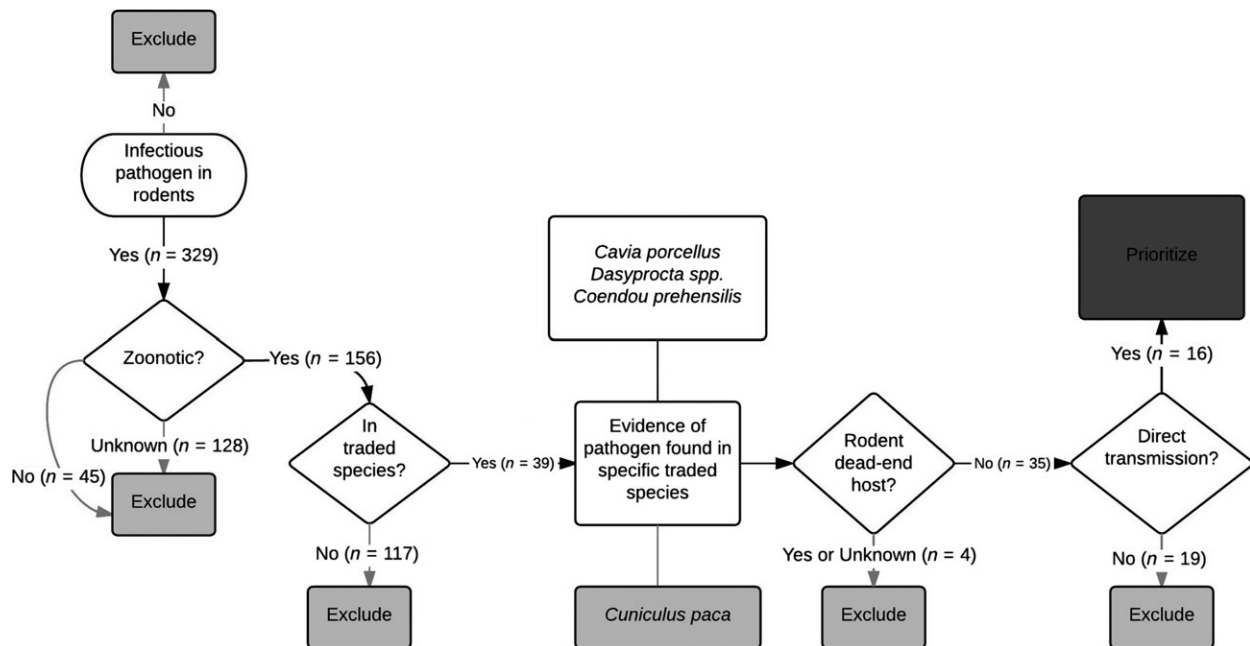 Exclude
No
Infectious
pathogen in
rodents
Yes (n = 329)
Zoonotic?
Yes (n = 156)
Unknown (n = 128)
No (n = 45)
Exclude
In
traded
species?
Yes (n = 39)
No (n = 117)
Exclude
Cavia porcellus
Dasyprocta spp.
Coendou prehensilis
Evidence of
pathogen found in
specific traded
species
Cuniculus paca
Rodent
dead-end
host?
No (n = 35)
Yes or Unknown (n = 4)
Exclude
Prioritize
Yes (n = 16)
Direct
transmission?
No (n = 19)
Exclude